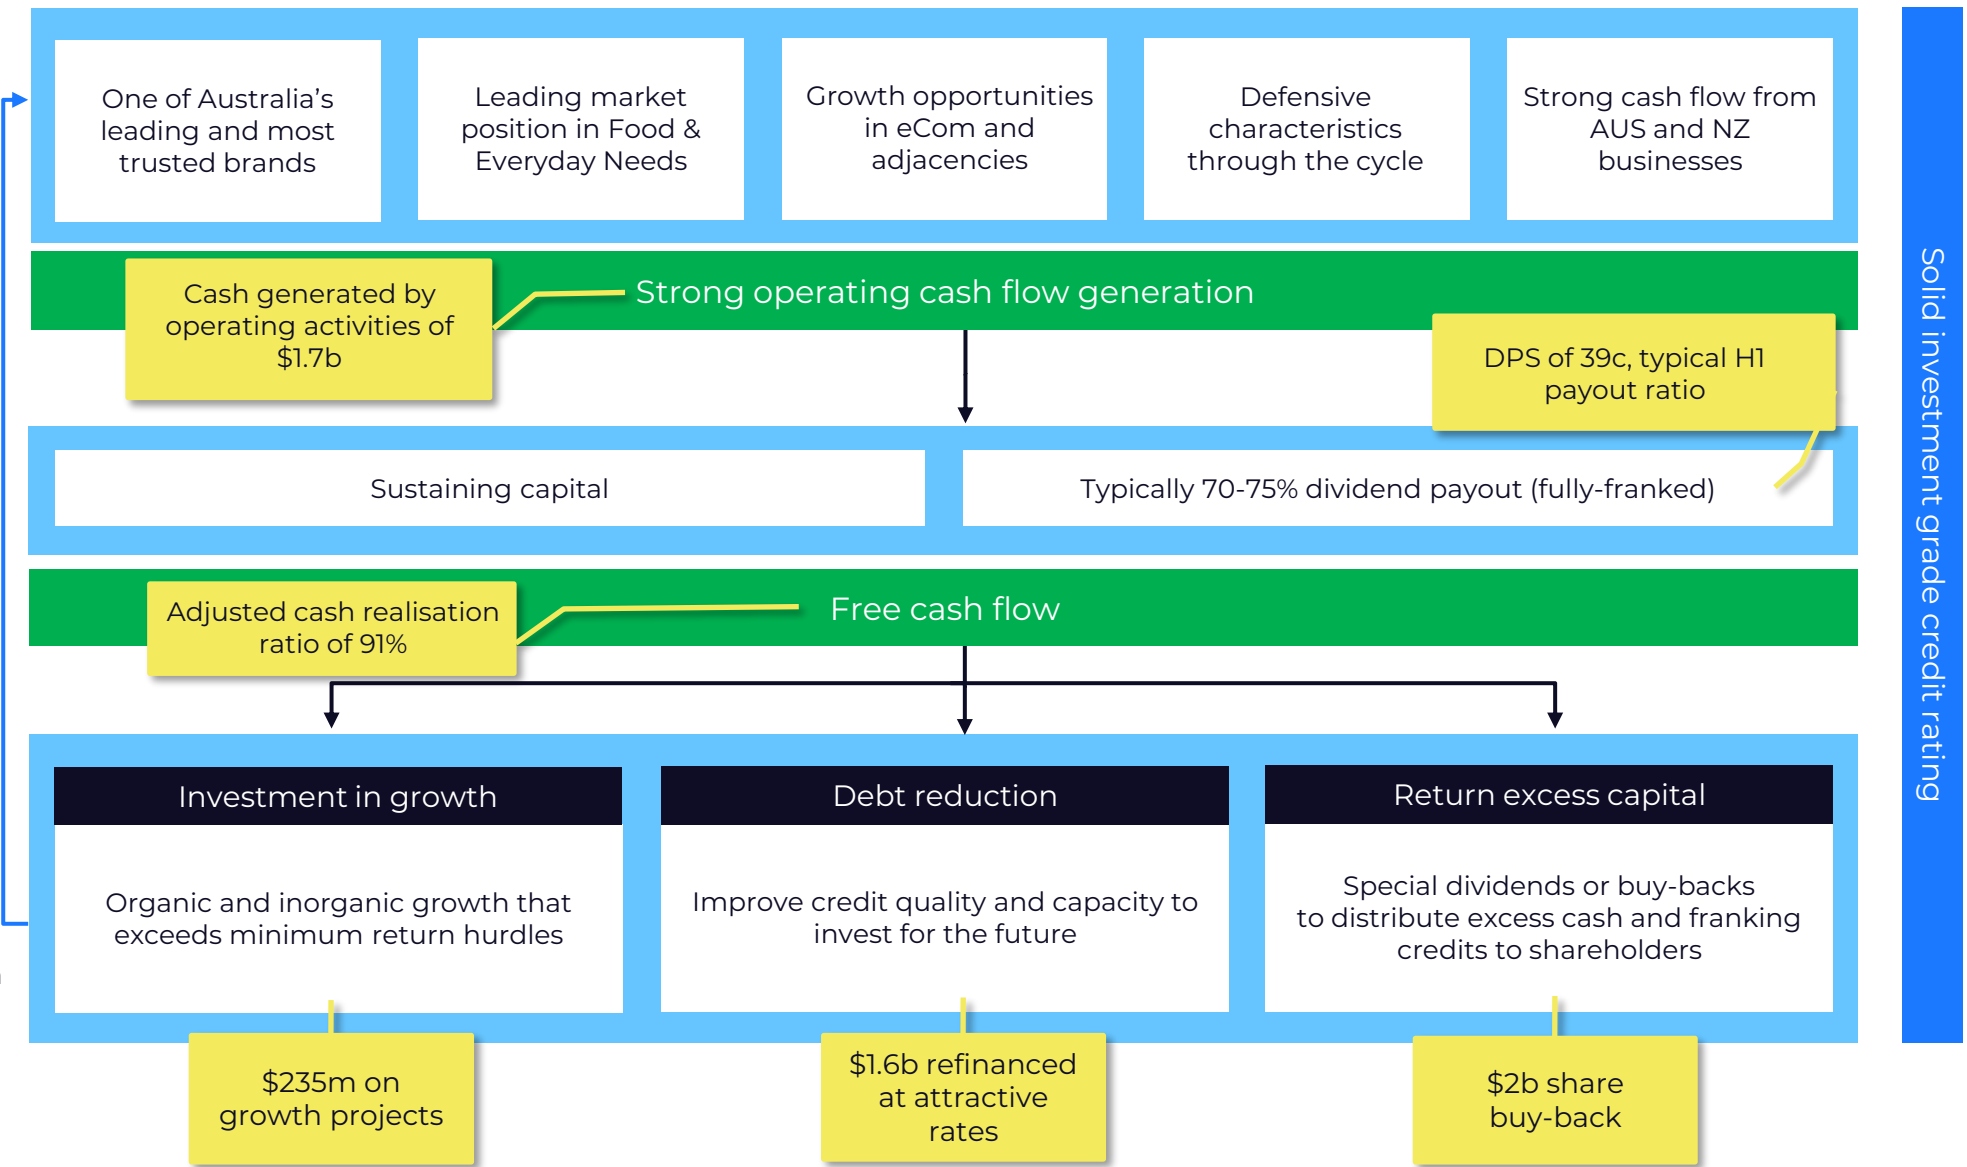 One of Australia's
leading and most
trusted brands
Leading market
position in Food &
Everyday Needs
Growth opportunities
in eCom and
adjacencies
Defensive
characteristics
through the cycle
Strong cash flow from
AUS and NZ
businesses
Cash generated by
operating activities of
$1.7b
Strong operating cash flow generation
DPS of 39c, typical H1
payout ratio
Sustaining capital
Typically 70-75% dividend payout (fully-franked)
Adjusted cash realisation
ratio of 91%
Free cash flow
Investment in growth
Organic and inorganic growth that
exceeds minimum return hurdles
$235m on
growth projects
Debt reduction
Improve credit quality and capacity to
invest for the future
$1.6b refinanced
at attractive
rates
Return excess capital
Special dividends or buy-backs
to distribute excess cash and franking
credits to shareholders
$2b share
buy-back
Solid investment grade credit rating